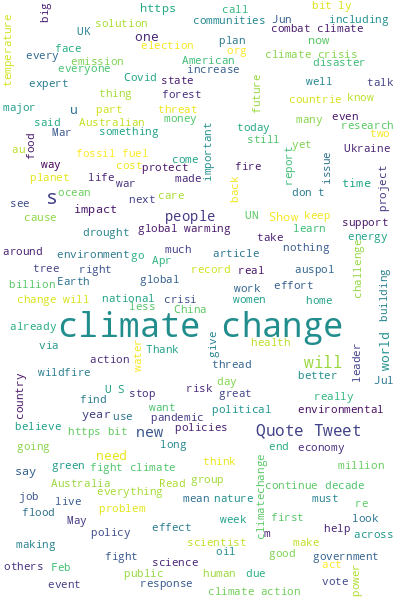 big
https
call
bit ly
temperature
solution
communities
Jun
including
UK
one
plan
combat climate
face
election
now
every
emission
org
climate crisis
everyone
American
disaster
expert
Covid
state
increase
well
talk
thing
forest
future
countrie
know
major
u
part
threat
many
even
said
Australian
money
important
today
research
Mar
something
still
yet
two
food
fossil fuel
come
fire
Ukraine
au
way
cost
protect
report
issue
planet
life
war
made
back
don t
time
project
see
s
ocean
next
care
cause
impact
people
UN
Show
keep
support
drought
global warming
take
learn
energy
around
environment
go
much
article
nothing
tree
right
Apr
record
real
auspol
challenge
billion
Earth
global
work
effort
building
change will
national
crisi
women
home
less
China
already
climate change
via
Thank
water
give
health
world
action
thread
will
leader
wildfire
better
country
U S
risk
day
Jul
find
stop
great
really
year
use
want
political
environmental
believe
pandemic
https bit
new
policies
Quote Tweet
going
long
end
economy
need
think
say
green
fight climate
climatechange
million
Australia
Read
group
continue decade
everything
job
live
mean
nature
must
re
flood
problem
week
first
look
May
effect
m
across
policy
scientist
help
making
oil
make
fight
science
good
government
others
Feb
act
public
human
due
power
event
response
climate action
vote